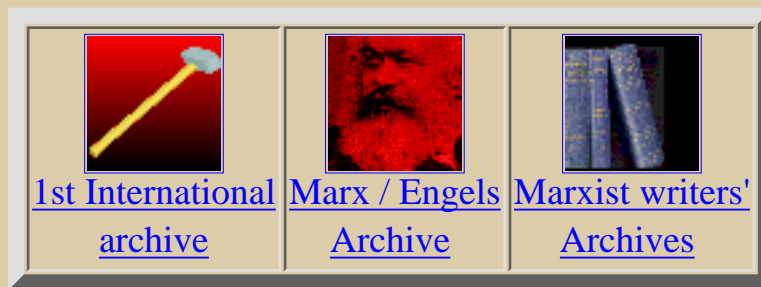 1st International
archive
Marx / Engels
Archive
Marxist writers'
Archives